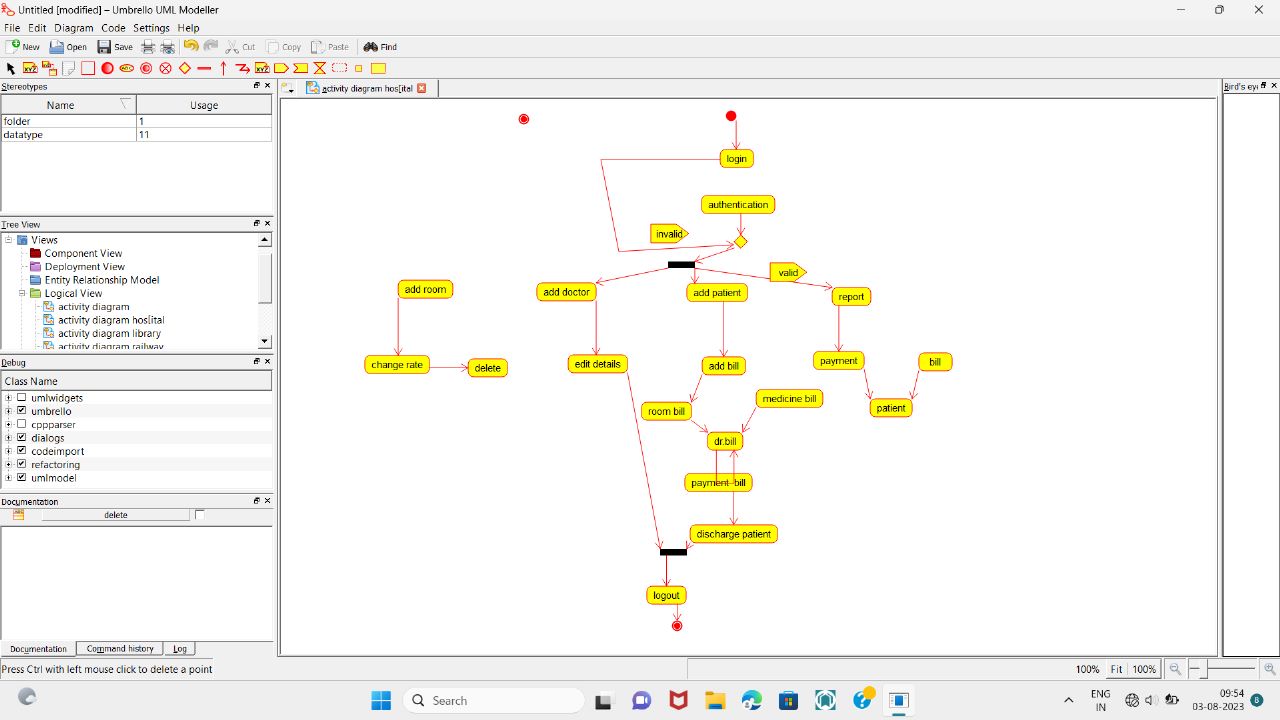 Untitled [modified] – Umbrello UML Modeller
File Edit Diagram Code Settings Help
New Open Save Cut Copy Paste Find
Stereotypes
Name Usage
folder 1
datatype 11
Tree View
Views
Component View
Deployment View
Entity Relationship Model
Logical View
activity diagram
activity diagram hos[ital
activity diagram library
activity diagram railway
Debug
Class Name
umlwidgets
umbrello
cppparser
dialogs
codeimport
refactoring
umlmodel
Documentation
delete
Documentation Command history Log
Press Ctrl with left mouse click to delete a point
activity diagram hos[ital
login
authentication
invalid
valid
add room
add doctor
add patient
report
change rate
delete
edit details
add bill
payment
bill
room bill
medicine bill
patient
dr.bill
payment bill
discharge patient
logout
Bird's ey
100% Fit 100%
Search
ENG
IN
09:54
03-08-2023
8